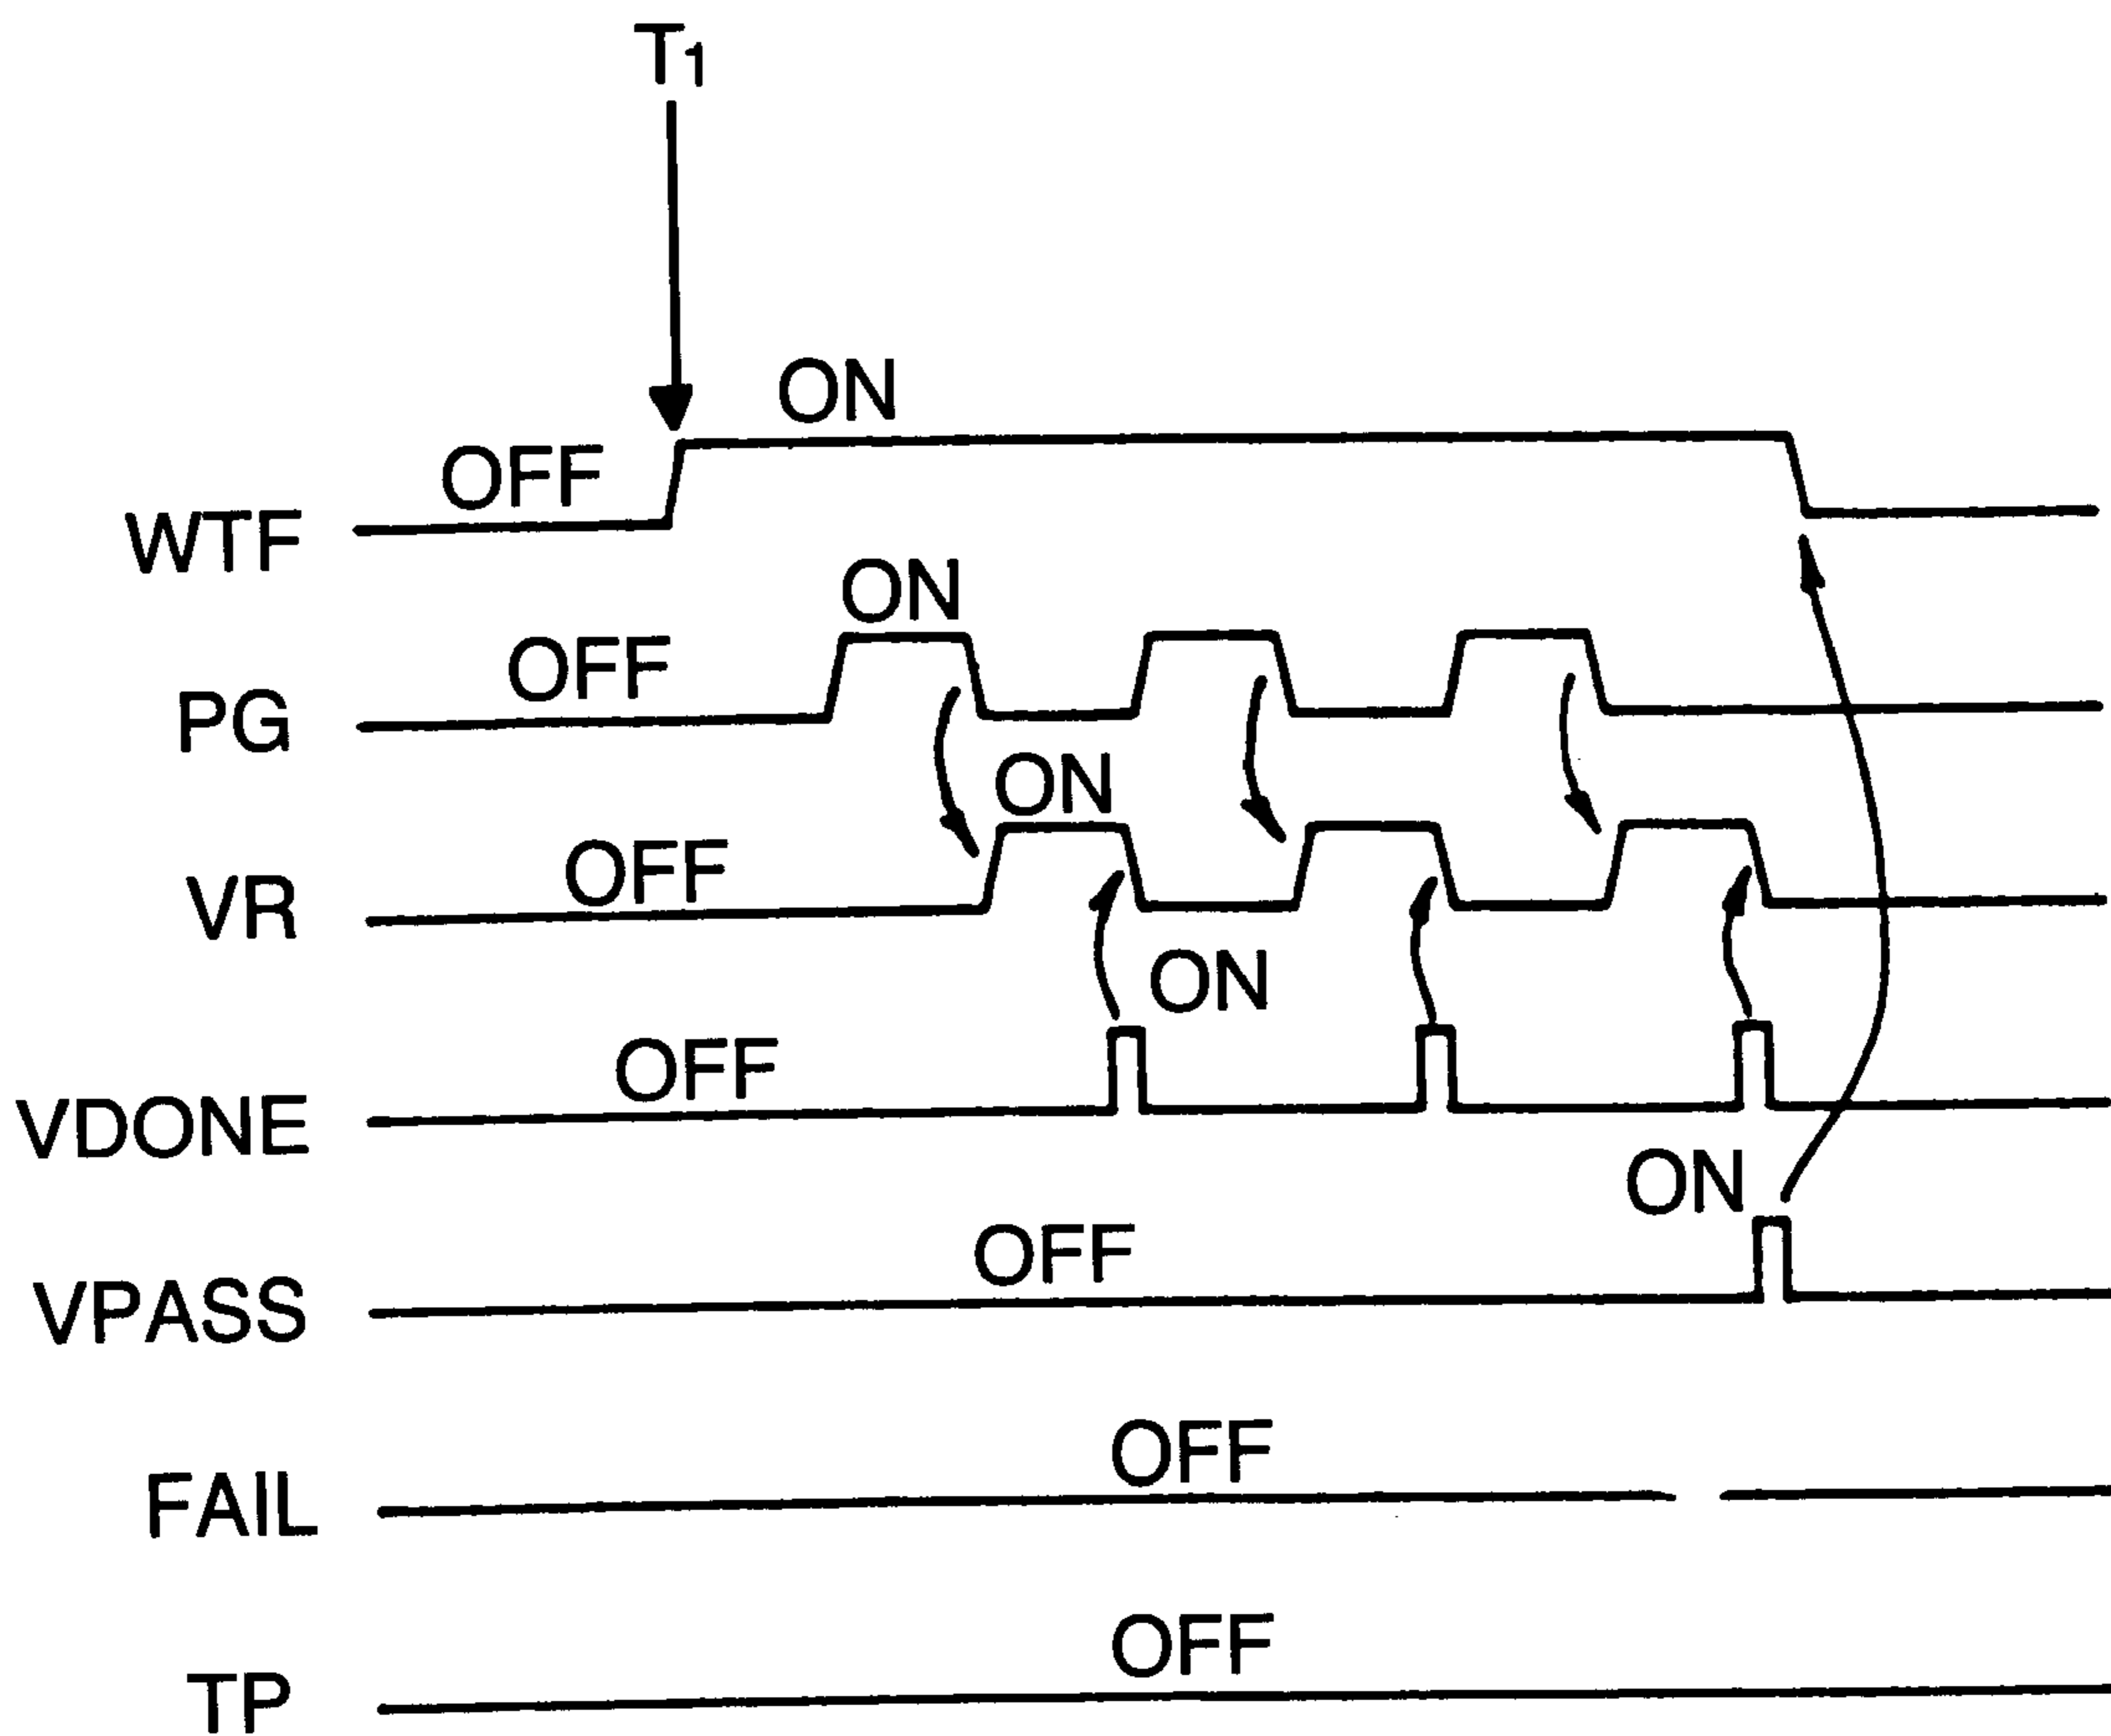 T1
ON
OFF
WTF
ON
OFF
PG
ON
OFF
VR
ON
OFF
VDONE
ON
OFF
VPASS
OFF
FAIL
OFF
TP